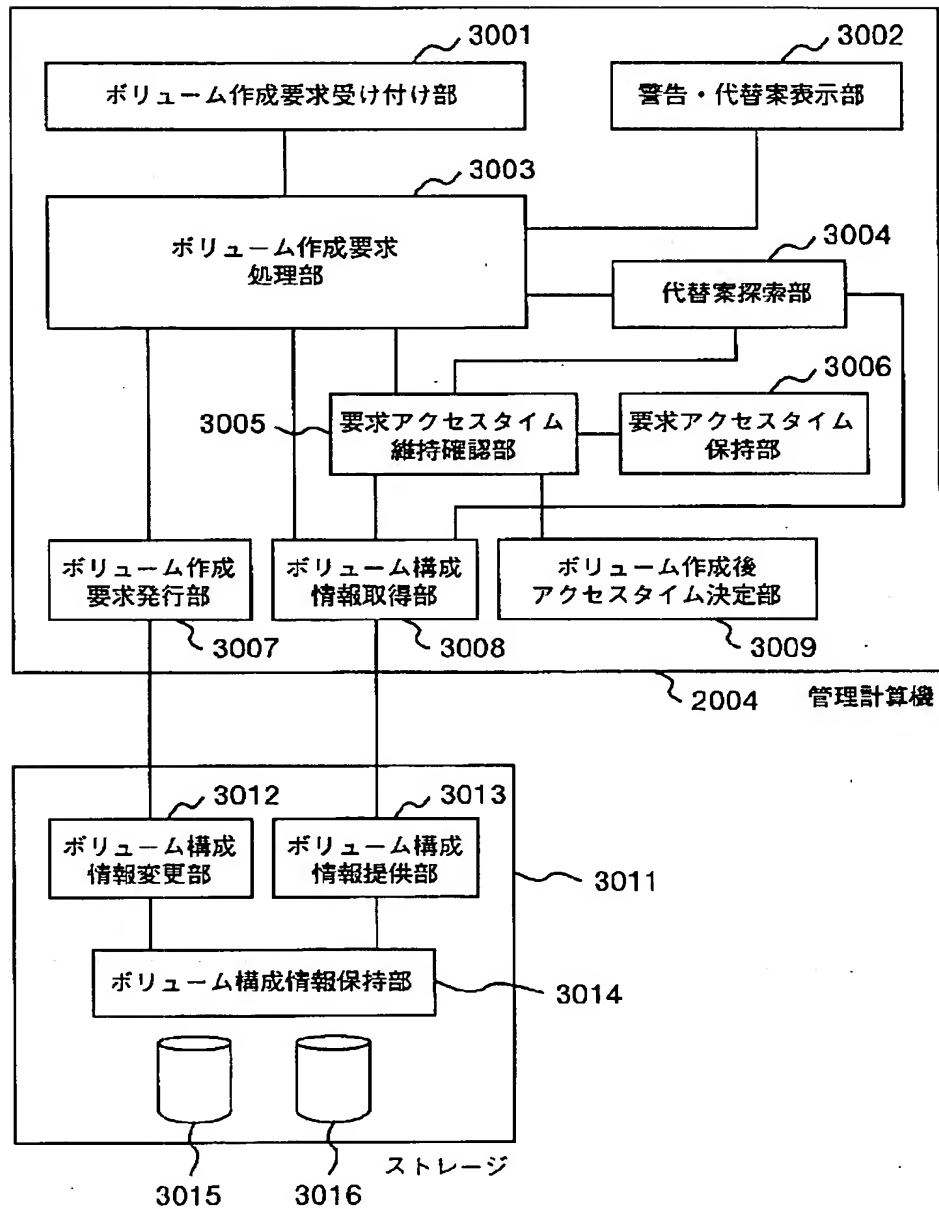 3001
3002
ボリューム作成要求受け付け部
警告・代替案表示部
3003
ボリューム作成要求
処理部
3004
代替案探索部
3006
3005
要求アクセスタイム
維持確認部
要求アクセスタイム
保持部
ボリューム作成
要求発行部
ボリューム構成
情報取得部
ボリューム作成後
アクセスタイム決定部
3007
3008
3009
2004
管理計算機
3012
3013
ボリューム構成
情報変更部
ボリューム構成
情報提供部
3011
ボリューム構成情報保持部
3014
ストレージ
3015
3016